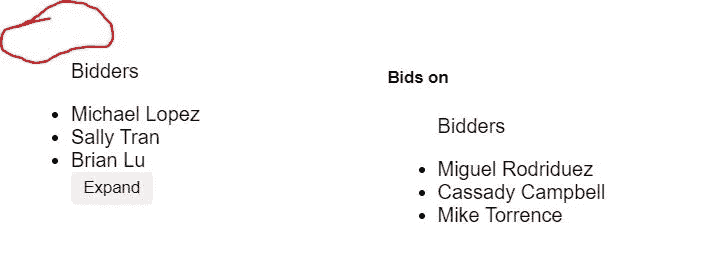 Bidders
Michael Lopez
Sally Tran
Brian Lu
Expand
Bids on
Bidders
Miguel Rodriduez
Cassady Campbell
Mike Torrence